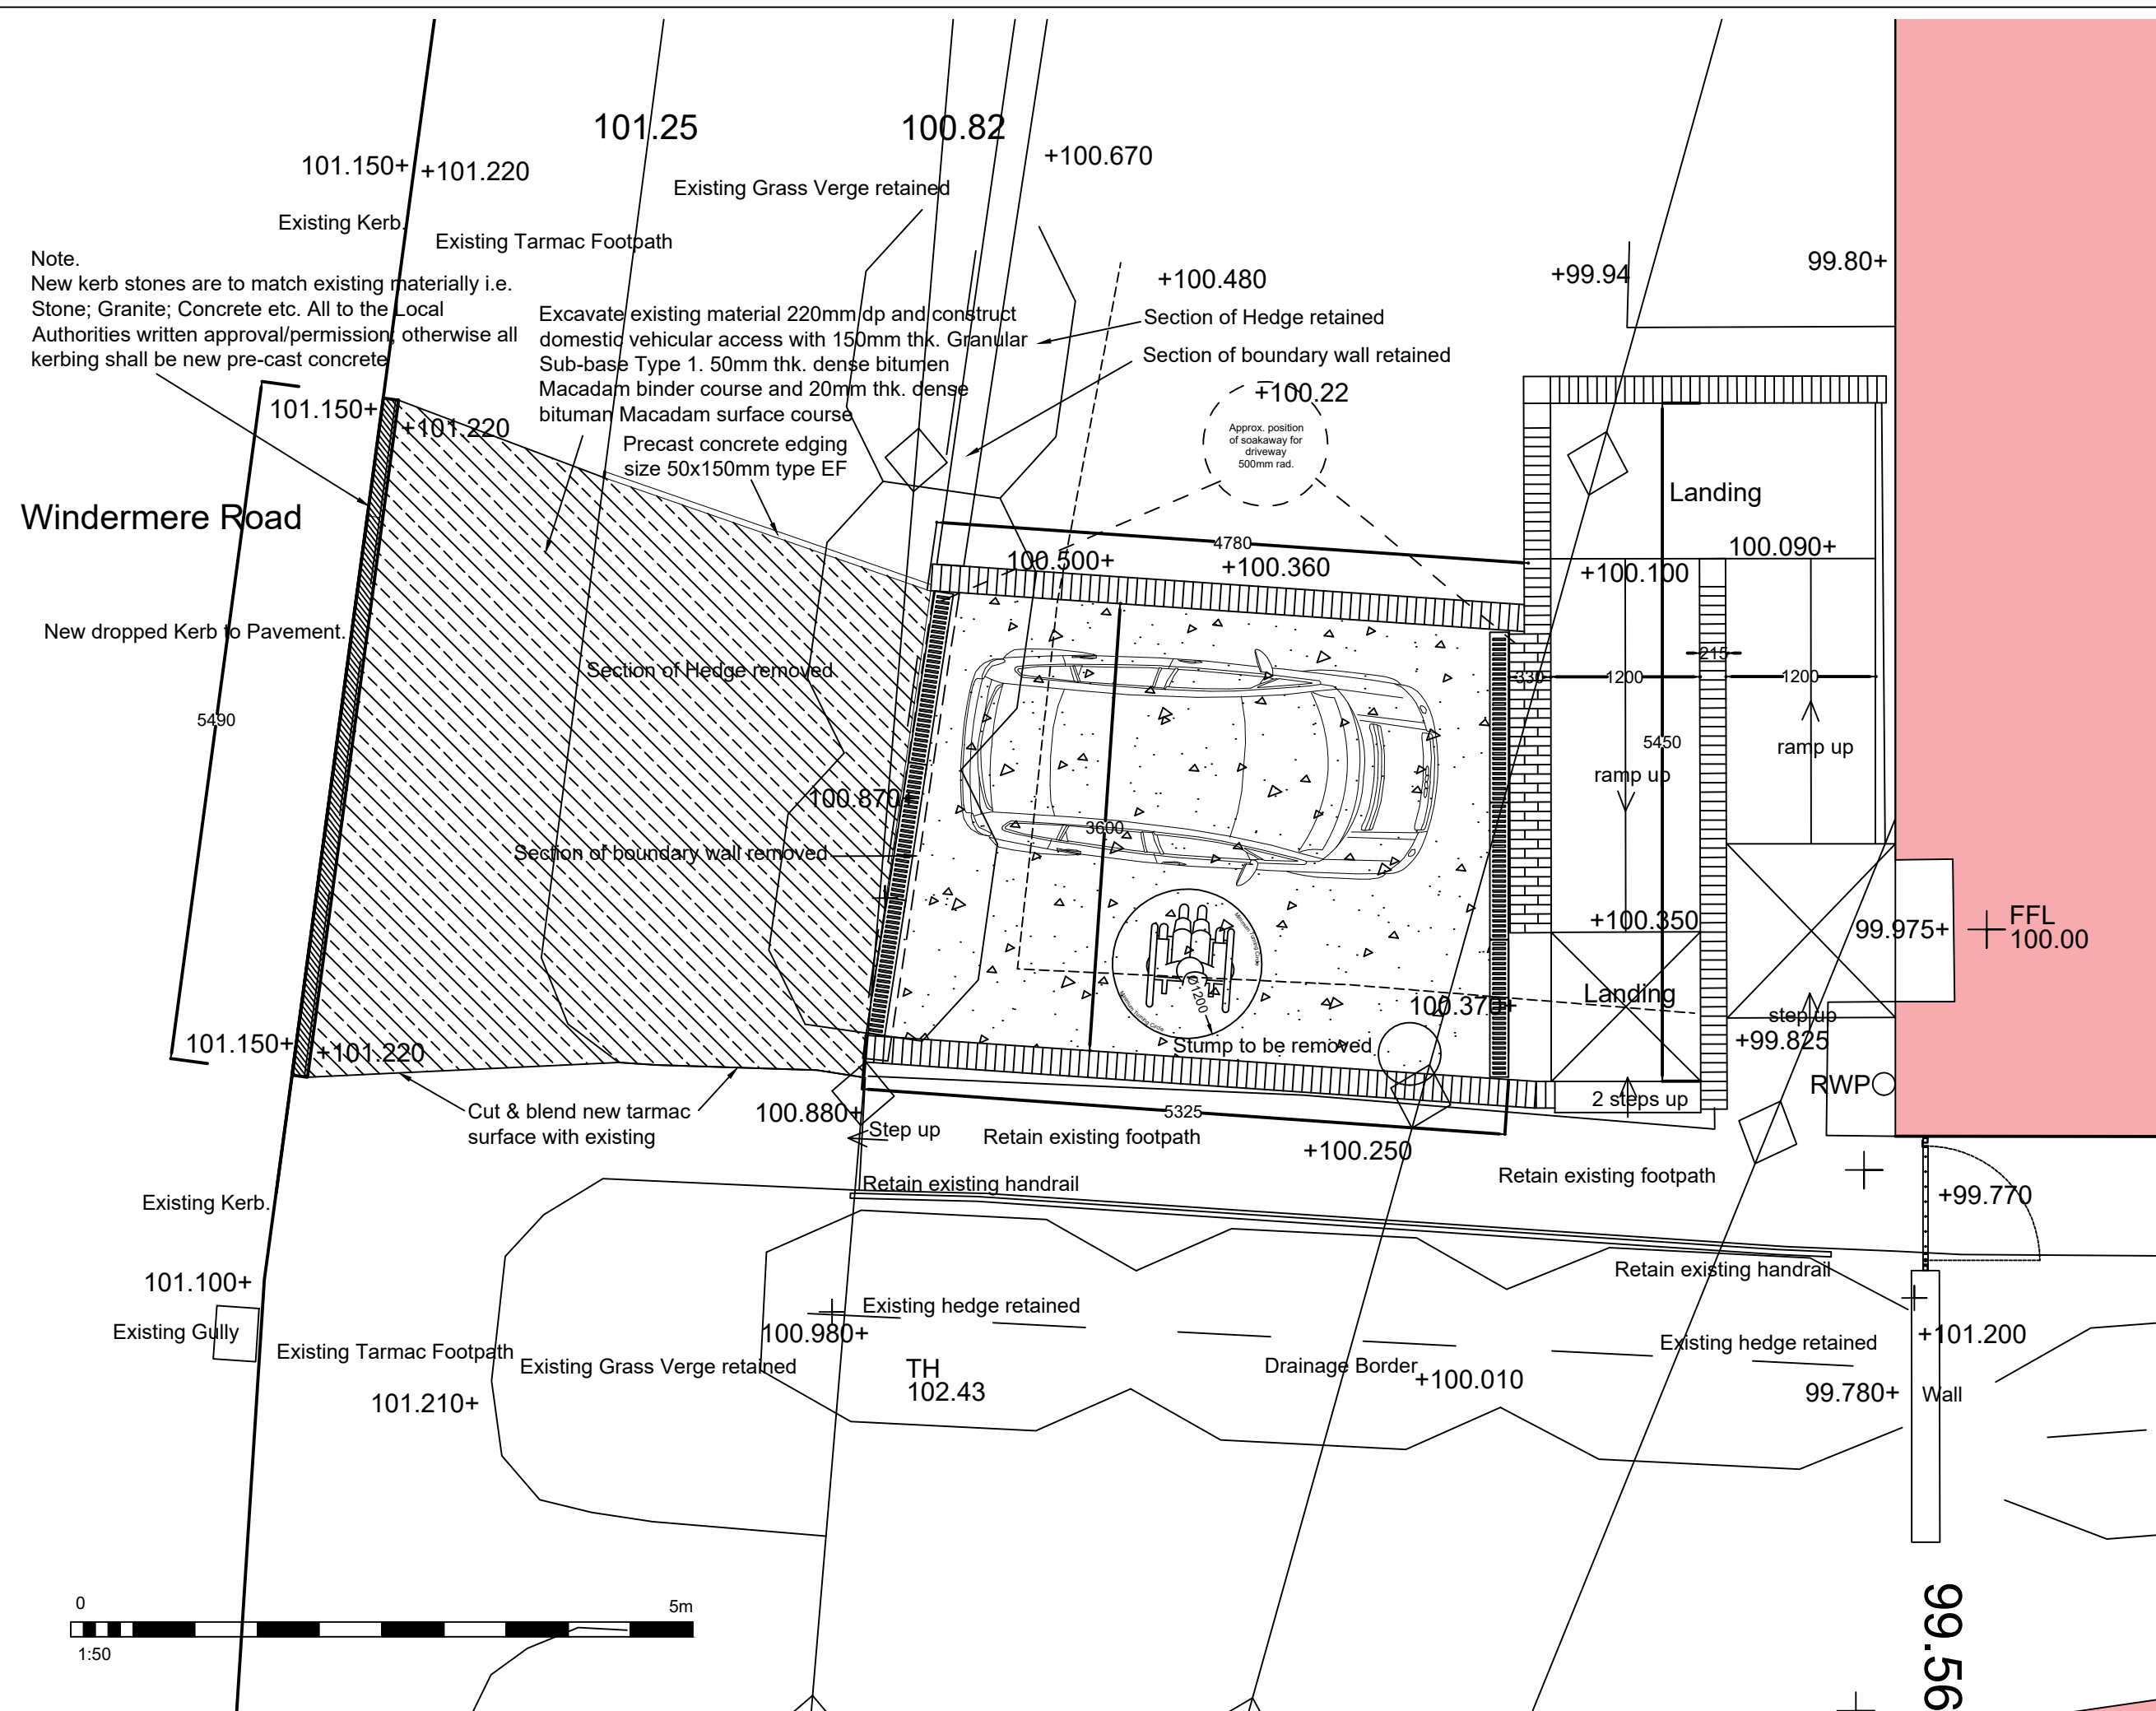 101.25
100.82
101.150+
+101.220
+100.670
Existing Grass Verge retained
Existing Kerb.
Existing Tarmac Footpath
Note.
New kerb stones are to match existing materially i.e.
Stone; Granite; Concrete etc. All to the Local
Authorities written approval/permission; otherwise all
kerbing shall be new pre-cast concrete
99.80+
+99.94
+100.480
Section of Hedge retained
Section of boundary wall retained
Excavate existing material 220mm dp and construct
domestic vehicular access with 150mm thk. Granular
Sub-base Type 1. 50mm thk. dense bitumen
Macadam binder course and 20mm thk. dense
bituman Macadam surface course
Precast concrete edging
size 50x150mm type EF
+100.22
Approx. position
of soakaway for
driveway
500mm rad.
101.150+
+101.220
Landing
Windermere Road
4780
100.500+
+100.360
100.090+
+100.100
New dropped Kerb to Pavement.
Section of Hedge removed
215
330
1200
1200
5490
5450
ramp up
ramp up
100.870+
3600
Section of boundary wall removed
Minimum Turning Circle
Minimum Turning Circle
D1200
+100.350
99.975+
FFL
100.00
Landing
100.370+
step up
+99.825
101.150+
+101.220
Stump to be removed
RWP
2 steps up
Cut & blend new tarmac
surface with existing
100.880+
5325
Step up
Retain existing footpath
+100.250
Retain existing footpath
Retain existing handrail
+99.770
Existing Kerb.
Retain existing handrail
101.100+
Existing Gully
Existing hedge retained
100.980+
+101.200
Existing hedge retained
Existing Tarmac Footpath
Existing Grass Verge retained
TH
102.43
Drainage Border
+100.010
99.780+
Wall
101.210+
0
5m
1:50
99.56